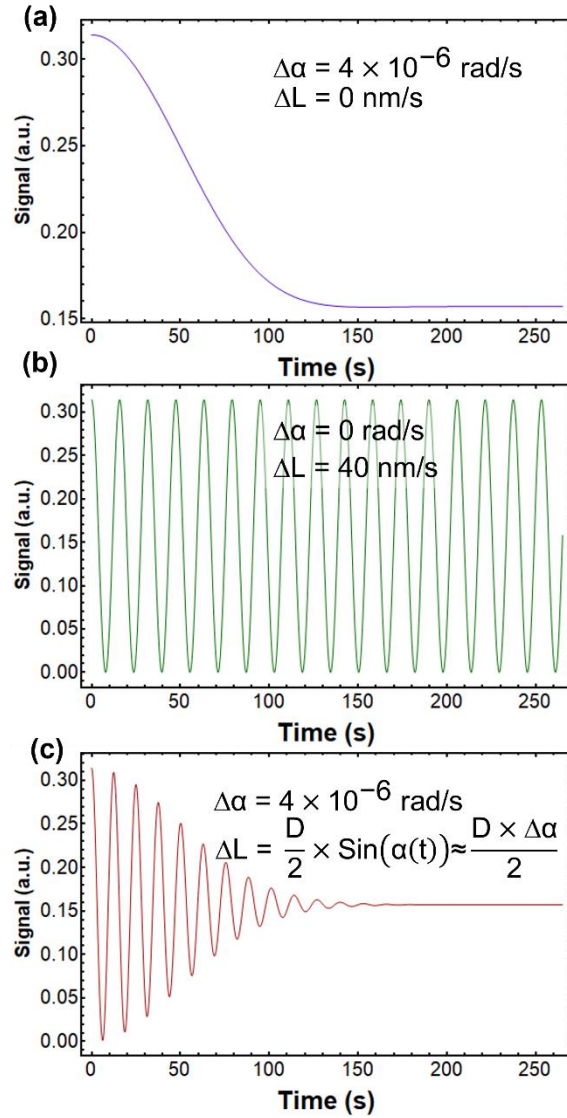 (a)
Δα = 4 × 10⁻⁶ rad/s
ΔL = 0 nm/s
Signal (a.u.)
0.30
0.25
0.20
0.15
0 50 100 150 200 250
Time (s)
(b)
Δα = 0 rad/s
ΔL = 40 nm/s
Signal (a.u.)
0.30
0.25
0.20
0.15
0.10
0.05
0.00
0 50 100 150 200 250
Time (s)
(c)
Δα = 4 × 10⁻⁶ rad/s
ΔL = D/2 × Sin(α(t)) ≈ D × Δα/2
Signal (a.u.)
0.30
0.25
0.20
0.15
0.10
0.05
0.00
0 50 100 150 200 250
Time (s)